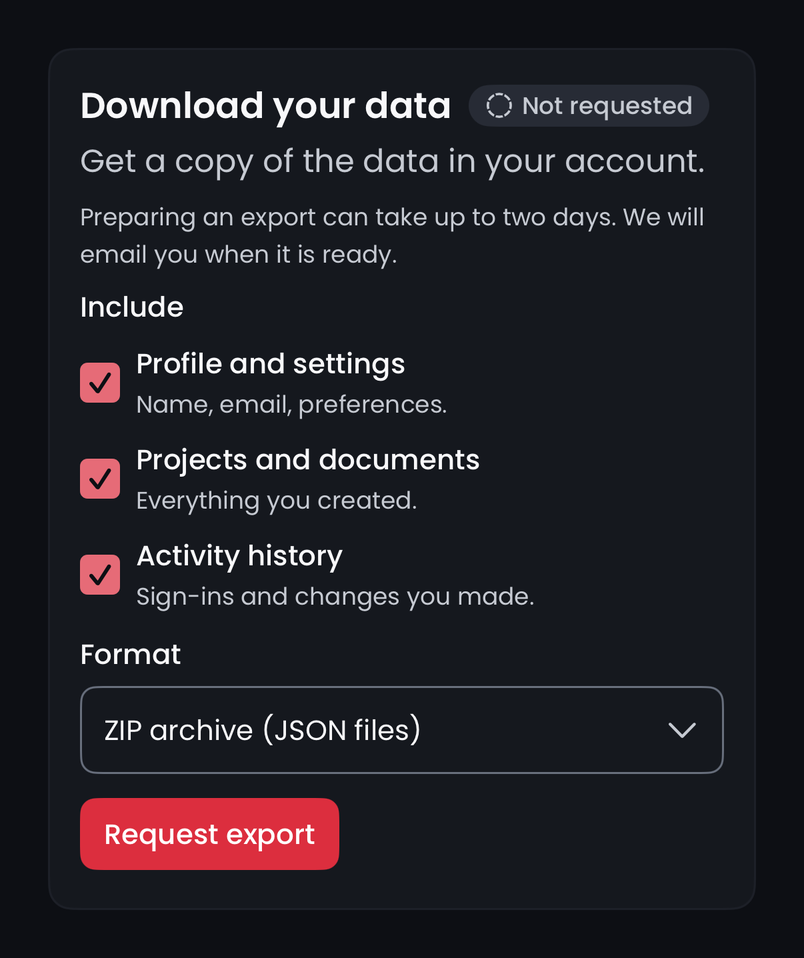 Download your data
Not requested
Get a copy of the data in your account.
Preparing an export can take up to two days. We will
email you when it is ready.
Include
Profile and settings
Name, email, preferences.
Projects and documents
Everything you created.
Activity history
Sign-ins and changes you made.
Format
ZIP archive (JSON files)
Request export